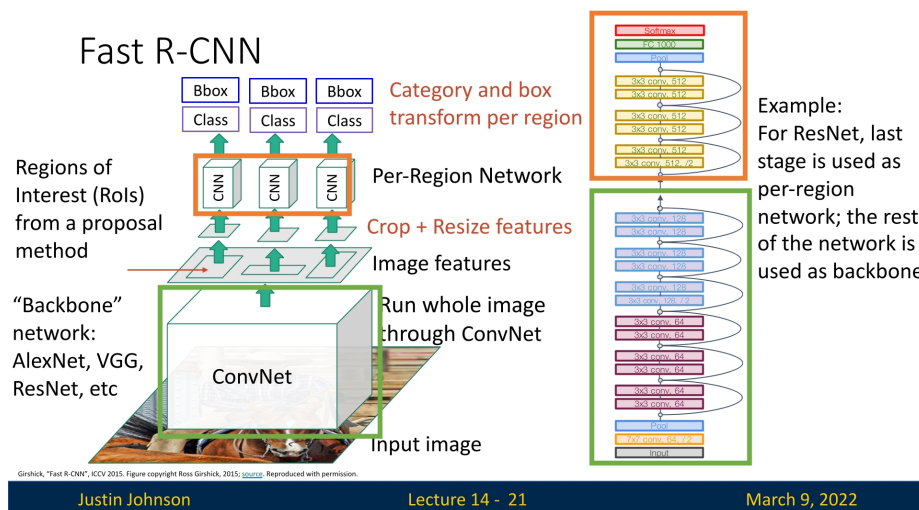 Fast R-CNN
Bbox
Bbox
Bbox
Class
Class
Class
Category and box
transform per region
Regions of
Interest (RoIs)
from a proposal
method
CNN
CNN
CNN
Per-Region Network
Crop + Resize features
Image features
"Backbone"
network:
AlexNet, VGG,
ResNet, etc
Run whole image
through ConvNet
ConvNet
Input image
Softmax
FC 1000
Pool
3x3 conv, 512
3x3 conv, 512
3x3 conv, 512
3x3 conv, 512
3x3 conv, 512
3x3 conv, 512, /2
3x3 conv, 128
3x3 conv, 128
3x3 conv, 128
3x3 conv, 128
3x3 conv, 128
3x3 conv, 128, / 2
3x3 conv, 64
3x3 conv, 64
3x3 conv, 64
3x3 conv, 64
3x3 conv, 64
3x3 conv, 64
Pool
7x7 conv, 64, / 2
Input
Example:
For ResNet, last
stage is used as
per-region
network; the rest
of the network is
used as backbone
Girshick, "Fast R-CNN", ICCV 2015. Figure copyright Ross Girshick, 2015; source. Reproduced with permission.
Justin Johnson
Lecture 14 - 21
March 9, 2022